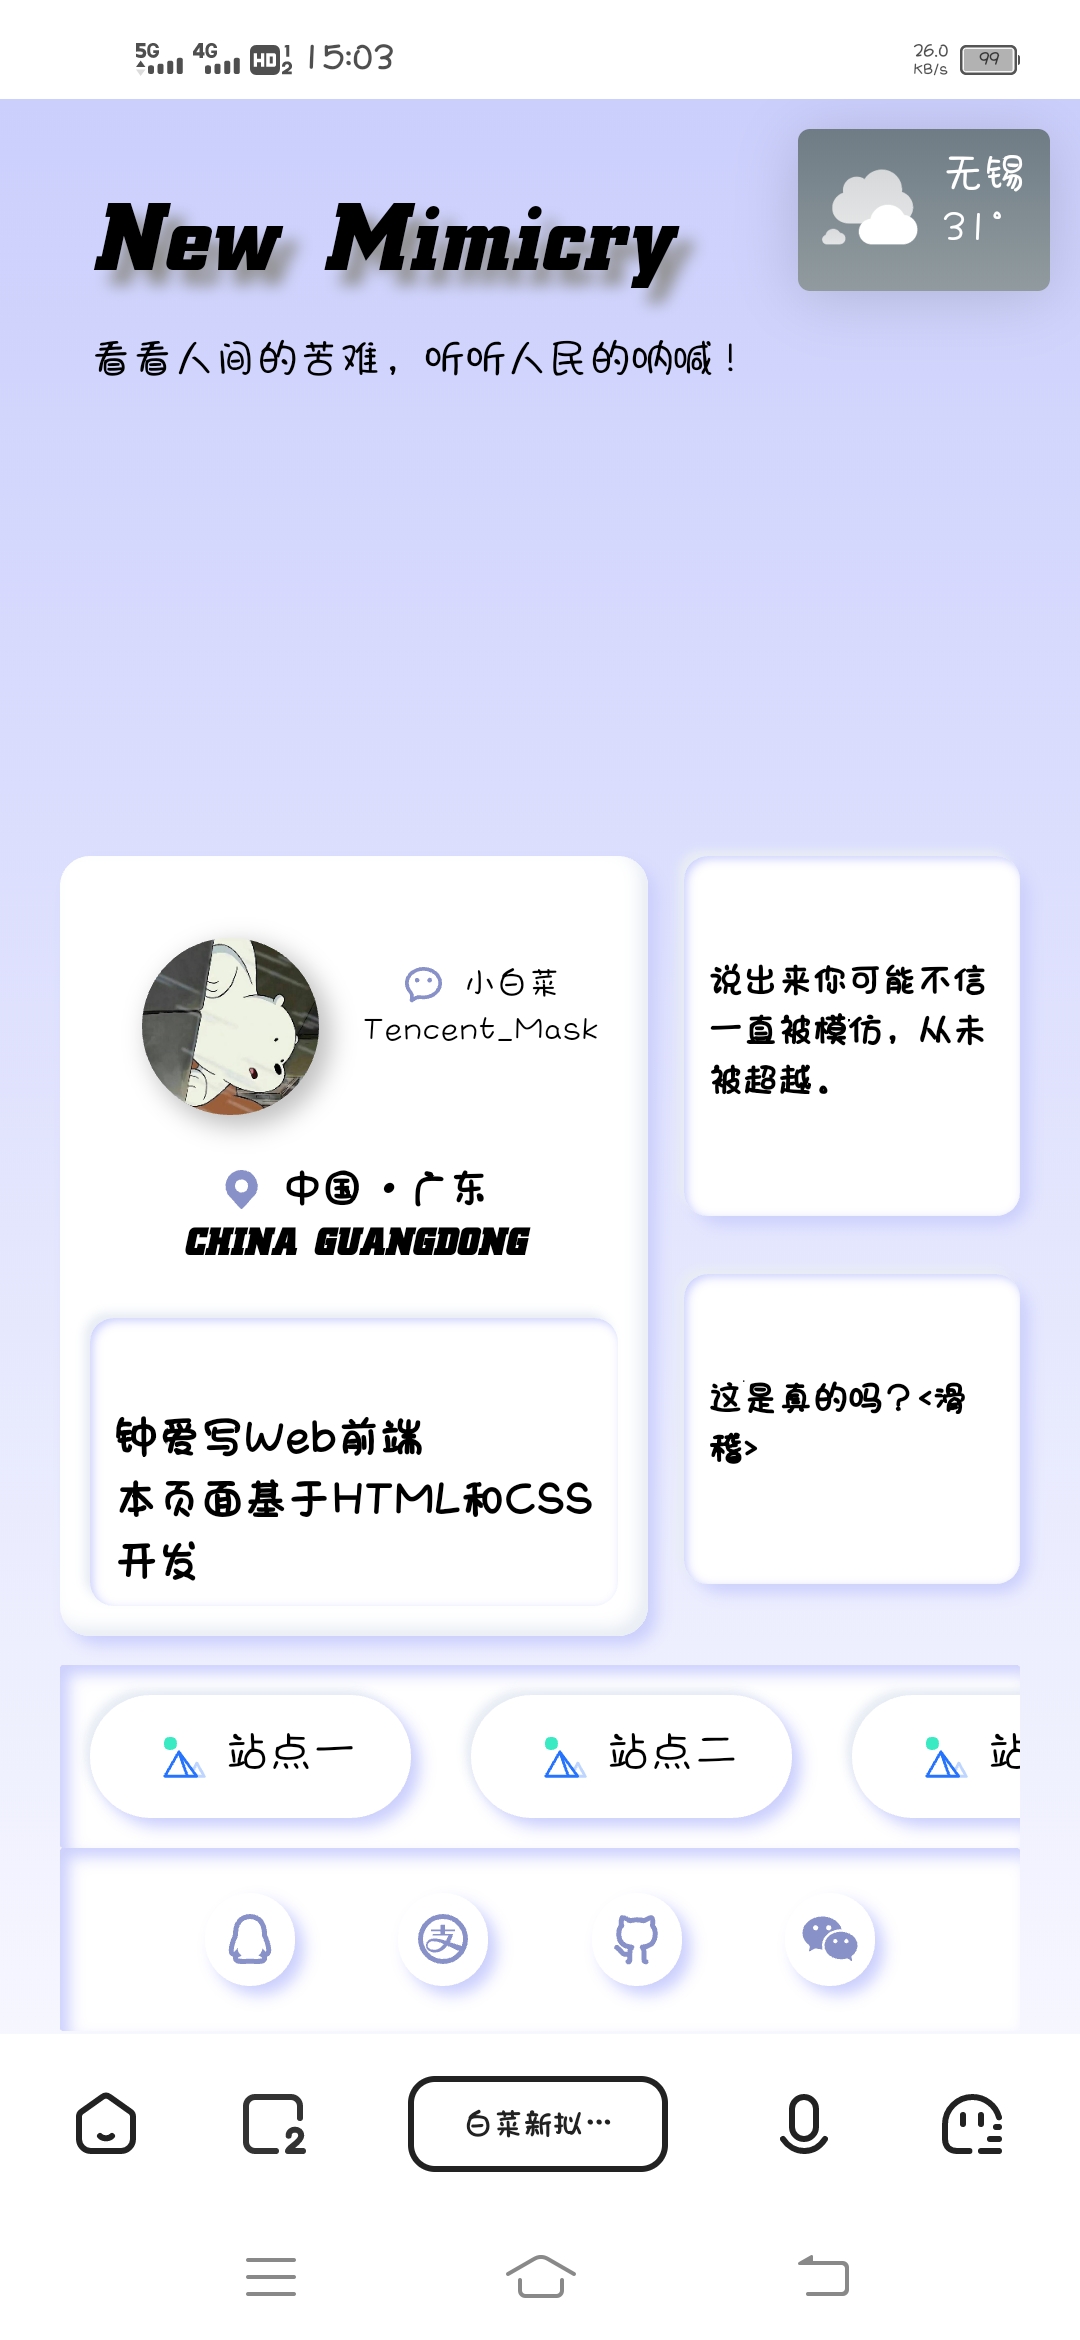 5G 4G HD 1 2 15:03
26.0 KB/s 99
无锡
31°
New Mimicry
看看人间的苦难，听听人民的呐喊！
小白菜
Tencent_Mask
中国·广东
CHINA GUANGDONG
钟爱写Web前端
本页面基于HTML和CSS
开发
说出来你可能不信
一直被模仿，从未
被超越。
这是真的吗？<滑
稽>
站点一
站点二
站
支
2
白菜新拟…